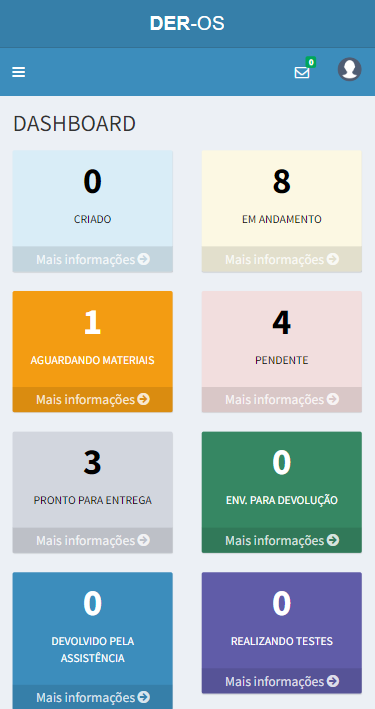 DER-OS
0
DASHBOARD
0
CRIADO
Mais informações
8
EM ANDAMENTO
Mais informações
1
AGUARDANDO MATERIAIS
Mais informações
4
PENDENTE
Mais informações
3
PRONTO PARA ENTREGA
Mais informações
0
ENV. PARA DEVOLUÇÃO
Mais informações
0
DEVOLVIDO PELA
ASSISTÊNCIA
Mais informações
0
REALIZANDO TESTES
Mais informações